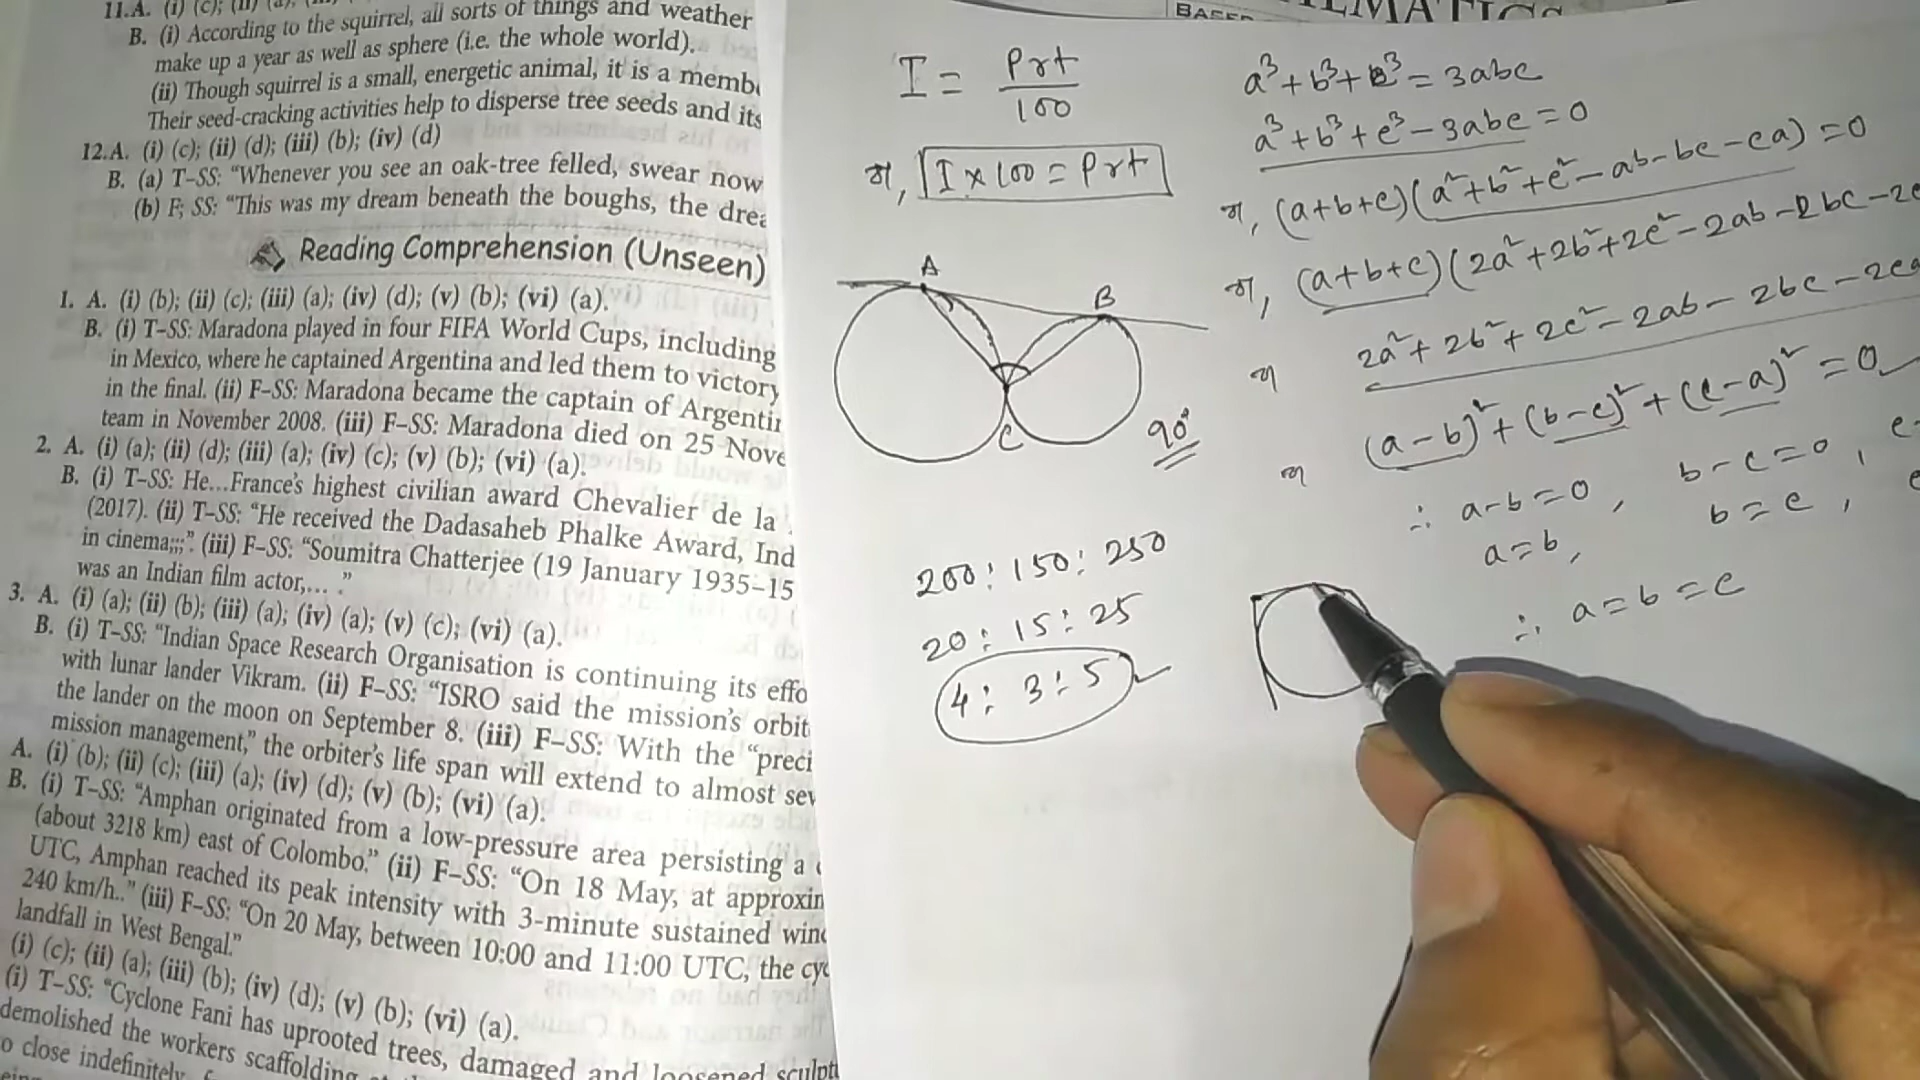 11.A. (i) (c); (ii)
B. (i) According to the squirrel, all sorts of things and weather
make up a year as well as sphere (i.e. the whole world).
(ii) Though squirrel is a small, energetic animal, it is a memb
Their seed-cracking activities help to disperse tree seeds and its
12.A. (i) (c); (ii) (d); (iii) (b); (iv) (d)
B. (a) T–SS: “Whenever you see an oak-tree felled, swear now
(b) F; SS: “This was my dream beneath the boughs, the drea
Reading Comprehension (Unseen)
1. A. (i) (b); (ii) (c); (iii) (a); (iv) (d); (v) (b); (vi) (a).
B. (i) T–SS: Maradona played in four FIFA World Cups, including
in Mexico, where he captained Argentina and led them to victory
in the final. (ii) F–SS: Maradona became the captain of Argentin
team in November 2008. (iii) F–SS: Maradona died on 25 Nove
2. A. (i) (a); (ii) (d); (iii) (a); (iv) (c); (v) (b); (vi) (a).
B. (i) T–SS: He...France's highest civilian award Chevalier de la
(2017). (ii) T–SS: “He received the Dadasaheb Phalke Award, Ind
in cinema;;;”. (iii) F–SS: “Soumitra Chatterjee (19 January 1935–15
was an Indian film actor,... .”
3. A. (i) (a); (ii) (b); (iii) (a); (iv) (a); (v) (c); (vi) (a).
B. (i) T–SS: “Indian Space Research Organisation is continuing its effo
with lunar lander Vikram. (ii) F–SS: “ISRO said the mission's orbit
the lander on the moon on September 8. (iii) F–SS: With the “preci
mission management,” the orbiter's life span will extend to almost sev
A. (i) (b); (ii) (c); (iii) (a); (iv) (d); (v) (b); (vi) (a).
B. (i) T–SS: “Amphan originated from a low-pressure area persisting a
(about 3218 km) east of Colombo.” (ii) F–SS: “On 18 May, at approxim
UTC, Amphan reached its peak intensity with 3-minute sustained wind
240 km/h..” (iii) F–SS: “On 20 May, between 10:00 and 11:00 UTC, the cyc
landfall in West Bengal.”
(i) (c); (ii) (a); (iii) (b); (iv) (d); (v) (b); (vi) (a).
(i) T–SS: “Cyclone Fani has uprooted trees, damaged and loosened sculpt
demolished the workers scaffolding
o close indefinitely
I = Prt/100
বা, I × 100 = Prt
A
B
C
90°
200 : 150 : 250
20 : 15 : 25
4 : 3 : 5
a³ + b³ + c³ = 3abc
a³ + b³ + c³ – 3abc = 0
বা, (a+b+c)(a²+b²+c²–ab–bc–ca) = 0
বা, (a+b+c)(2a²+2b²+2c²–2ab–2bc–2c
বা 2a²+2b²+2c²–2ab–2bc–2ca
বা (a–b)²+(b–c)²+(c–a)² = 0
∴ a–b=0, b–c=0, c-
a=b, b=c, c
∴ a=b=c